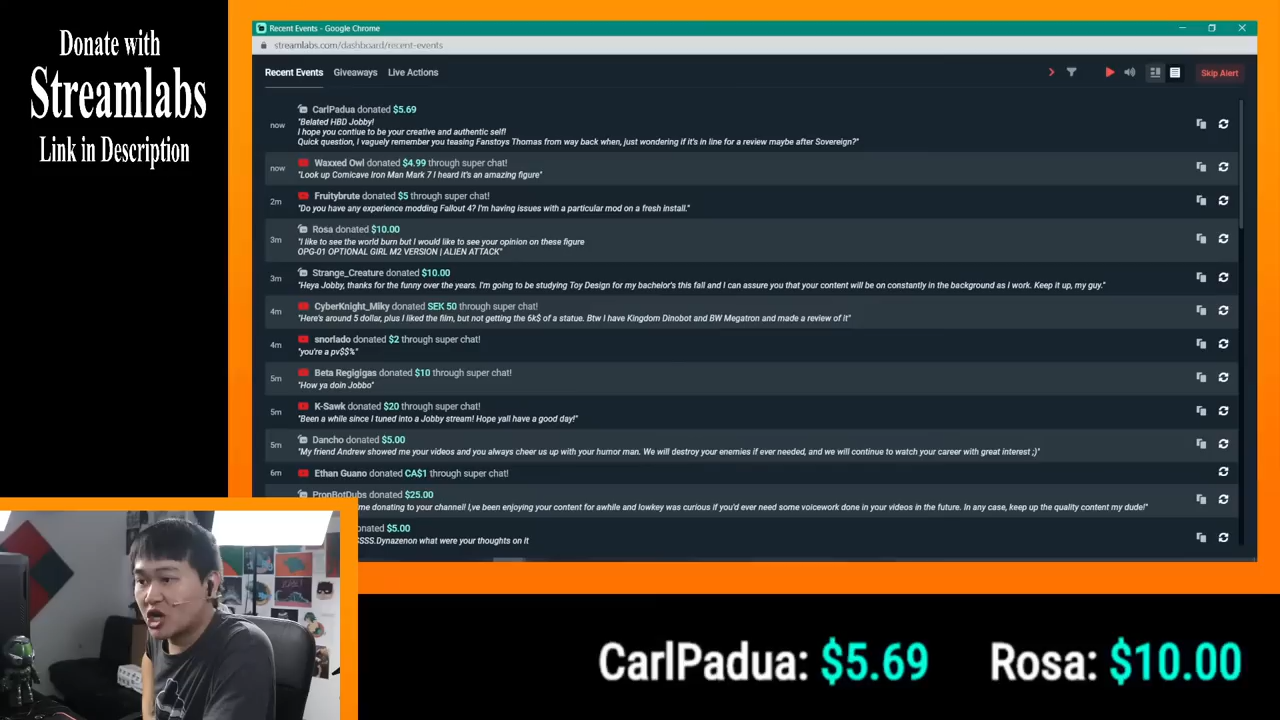 Donate with
Streamlabs
Link in Description
Recent Events - Google Chrome
streamlabs.com/dashboard/recent-events
Recent Events Giveaways Live Actions Skip Alert
CarlPadua donated $5.69
now
"Belated HBD Jobby!
I hope you contiue to be your creative and authentic self!
Quick question, I vaguely remember you teasing Fanstoys Thomas from way back when, just wondering if it's in line for a review maybe after Sovereign?"
Waxxed Owl donated $4.99 through super chat!
now
"Look up Comicave Iron Man Mark 7 I heard it's an amazing figure"
Fruitybrute donated $5 through super chat!
2m
"Do you have any experience modding Fallout 4? I'm having issues with a particular mod on a fresh install."
Rosa donated $10.00
3m
"I like to see the world burn but I would like to see your opinion on these figure
OPG-01 OPTIONAL GIRL M2 VERSION | ALIEN ATTACK"
Strange_Creature donated $10.00
3m
"Heya Jobby, thanks for the funny over the years. I'm going to be studying Toy Design for my bachelor's this fall and I can assure you that your content will be on constantly in the background as I work. Keep it up, my guy."
CyberKnight_Miky donated SEK 50 through super chat!
4m
"Here's around 5 dollar, plus I liked the film, but not getting the 6k$ of a statue. Btw I have Kingdom Dinobot and BW Megatron and made a review of it"
snorlado donated $2 through super chat!
4m
"you're a pv$$%"
Beta Regigigas donated $10 through super chat!
5m
"How ya doin Jobbo"
K-Sawk donated $20 through super chat!
5m
"Been a while since I tuned into a Jobby stream! Hope yall have a good day!"
Dancho donated $5.00
5m
"My friend Andrew showed me your videos and you always cheer us up with your humor man. We will destroy your enemies if ever needed, and we will continue to watch your career with great interest ;)"
6m Ethan Guano donated CA$1 through super chat!
PronBotDubs donated $25.00
me donating to your channel! I,ve been enjoying your content for awhile and lowkey was curious if you'd ever need some voicework done in your videos in the future. In any case, keep up the quality content my dude!"
donated $5.00
SSSS.Dynazenon what were your thoughts on it
CarlPadua: $5.69 Rosa: $10.00